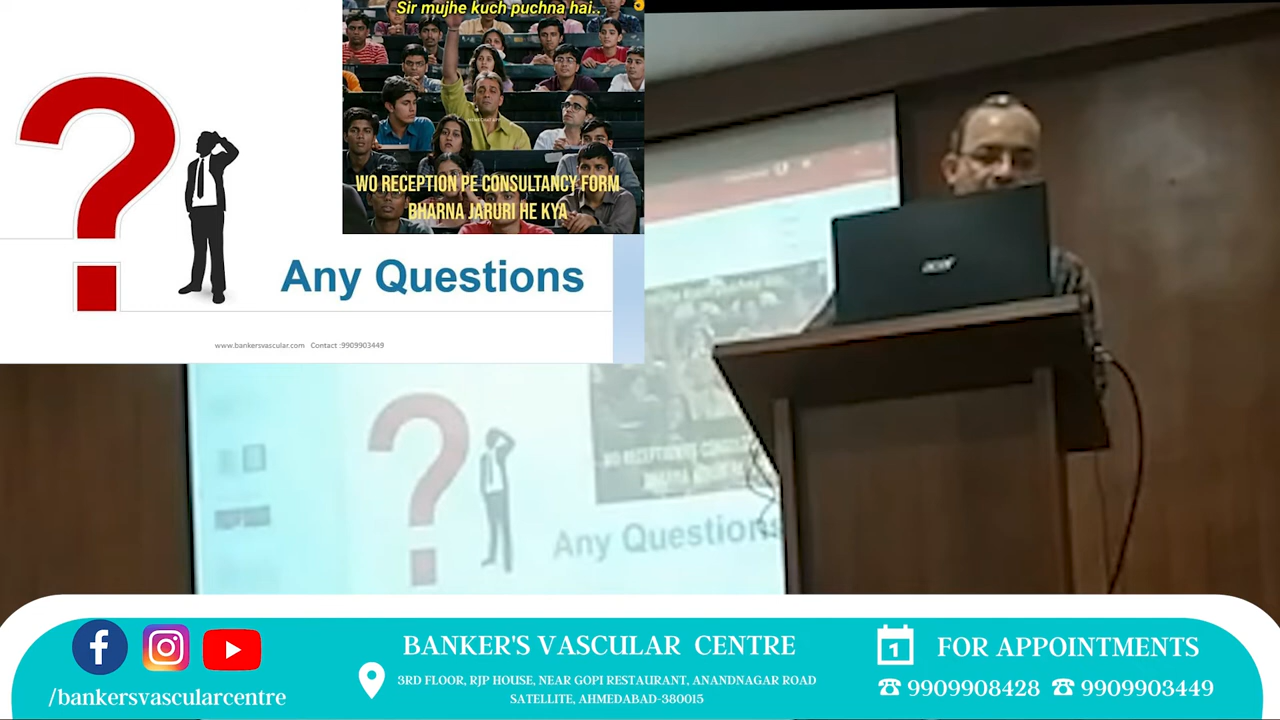 Sir mujhe kuch puchna hai..
WO RECEPTION PE CONSULTANCY FORM
BHARNA JARURI HE KYA
Any Questions
www.bankersvascular.com Contact :9909903449
acer
Any Questions
BANKER'S VASCULAR CENTRE
3RD FLOOR, RJP HOUSE, NEAR GOPI RESTAURANT, ANANDNAGAR ROAD
SATELLITE, AHMEDABAD-380015
/bankersvascularcentre
1
FOR APPOINTMENTS
9909908428 9909903449